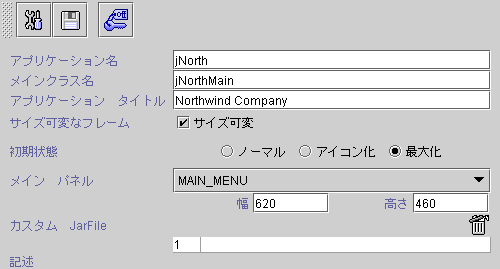 Off
アプリケーション名 jNorth
メインクラス名 jNorthMain
アプリケーション　タイトル Northwind Company
サイズ可変なフレーム サイズ可変
初期状態 ノーマル アイコン化 最大化
メイン　パネル MAIN_MENU
幅 620 高さ 460
カスタム　JarFile
1
記述